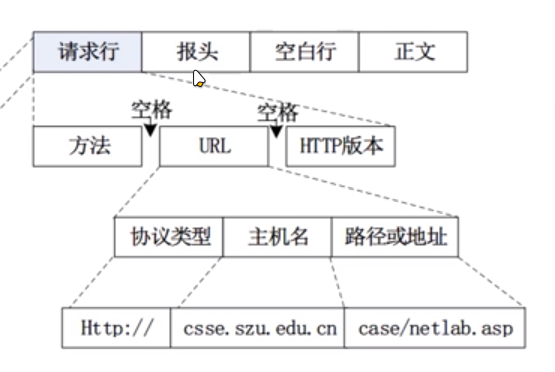 请求行 报头 空白行 正文
空格 空格
方法 URL HTTP版本
协议类型 主机名 路径或地址
Http:// csse.szu.edu.cn case/netlab.asp